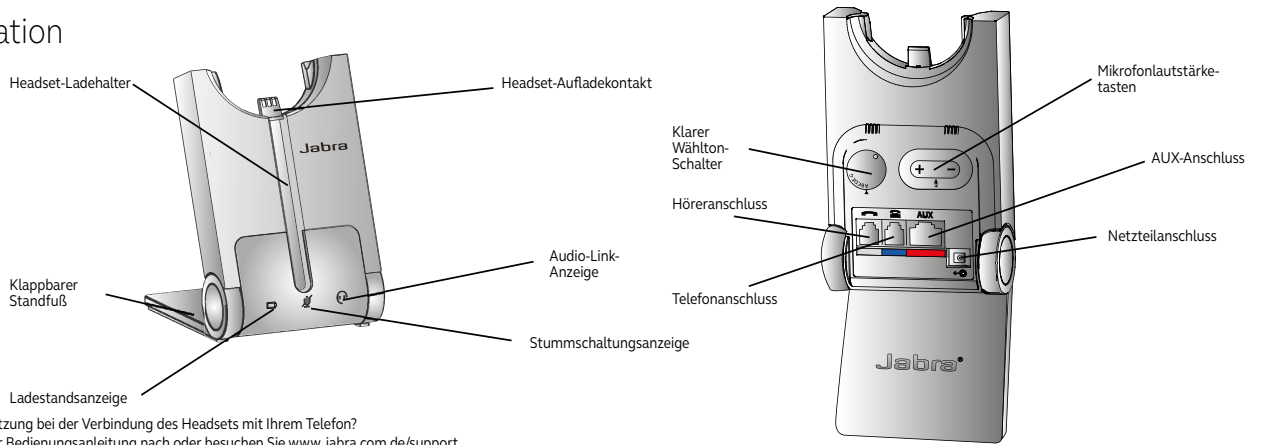 ation
Headset-Ladehalter
Headset-Aufladekontakt
Jabra
Klappbarer
Standfuß
Audio-Link-
Anzeige
Stummschaltungsanzeige
Ladestandsanzeige
tzung bei der Verbindung des Headsets mit Ihrem Telefon?
r Bedienungsanleitung nach oder besuchen Sie www.jabra.com.de/support
Mikrofonlautstärke-
tasten
Klarer
Wählton-
Schalter
AUX-Anschluss
Höreranschluss
Netzteilanschluss
Telefonanschluss
ABCDEFG
+ −
AUX
Jabra®